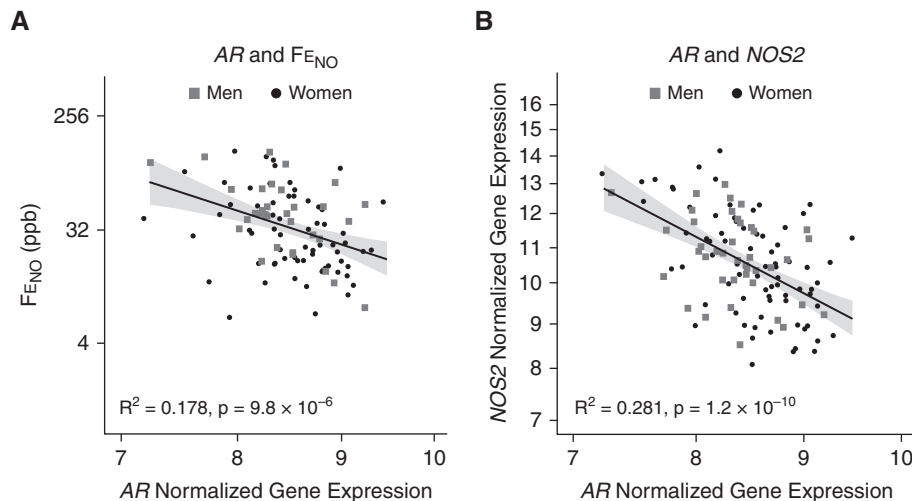 A
AR and FENO
Men
Women
256
32
4
FENO (ppb)
R² = 0.178, p = 9.8 × 10⁻⁶
7
8
9
10
AR Normalized Gene Expression
B
AR and NOS2
Men
Women
16
15
14
13
12
11
10
9
8
7
NOS2 Normalized Gene Expression
R² = 0.281, p = 1.2 × 10⁻¹⁰
7
8
9
10
AR Normalized Gene Expression